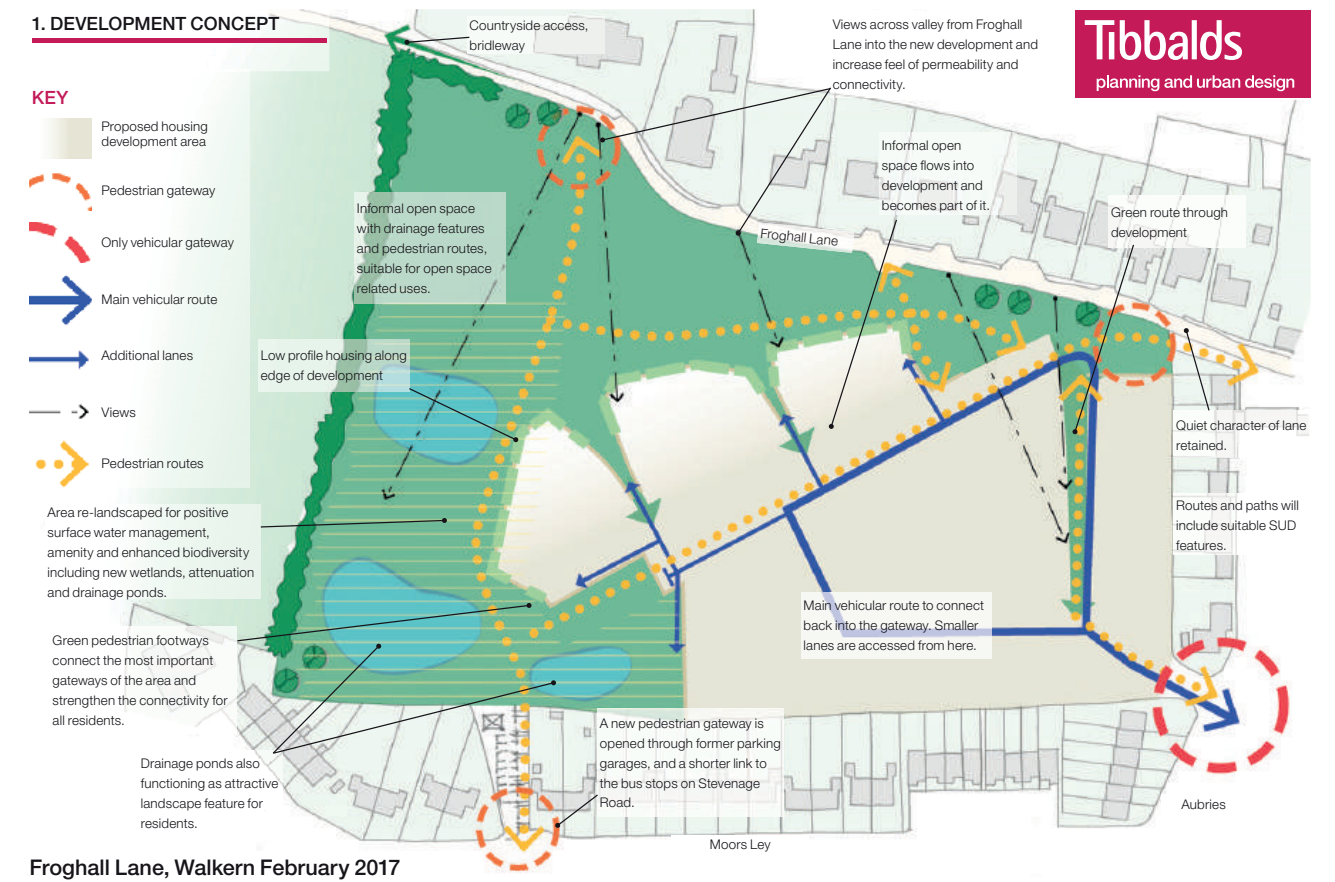 1. DEVELOPMENT CONCEPT
KEY
Proposed housing
development area
Pedestrian gateway
Only vehicular gateway
Main vehicular route
Additional lanes
Views
Pedestrian routes
Countryside access,
bridleway
Views across valley from Froghall
Lane into the new development and
increase feel of permeability and
connectivity.
Tibbalds
planning and urban design
Informal open
space flows into
development and
becomes part of it.
Informal open space
with drainage features
and pedestrian routes,
suitable for open space
related uses.
Green route through
development
Froghall Lane
Low profile housing along
edge of development
Quiet character of lane
retained.
Area re-landscaped for positive
surface water management,
amenity and enhanced biodiversity
including new wetlands, attenuation
and drainage ponds.
Routes and paths will
include suitable SUD
features.
Main vehicular route to connect
back into the gateway. Smaller
lanes are accessed from here.
Green pedestrian footways
connect the most important
gateways of the area and
strengthen the connectivity for
all residents.
A new pedestrian gateway is
opened through former parking
garages, and a shorter link to
the bus stops on Stevenage
Road.
Drainage ponds also
functioning as attractive
landscape feature for
residents.
Aubries
Moors Ley
Froghall Lane, Walkern February 2017